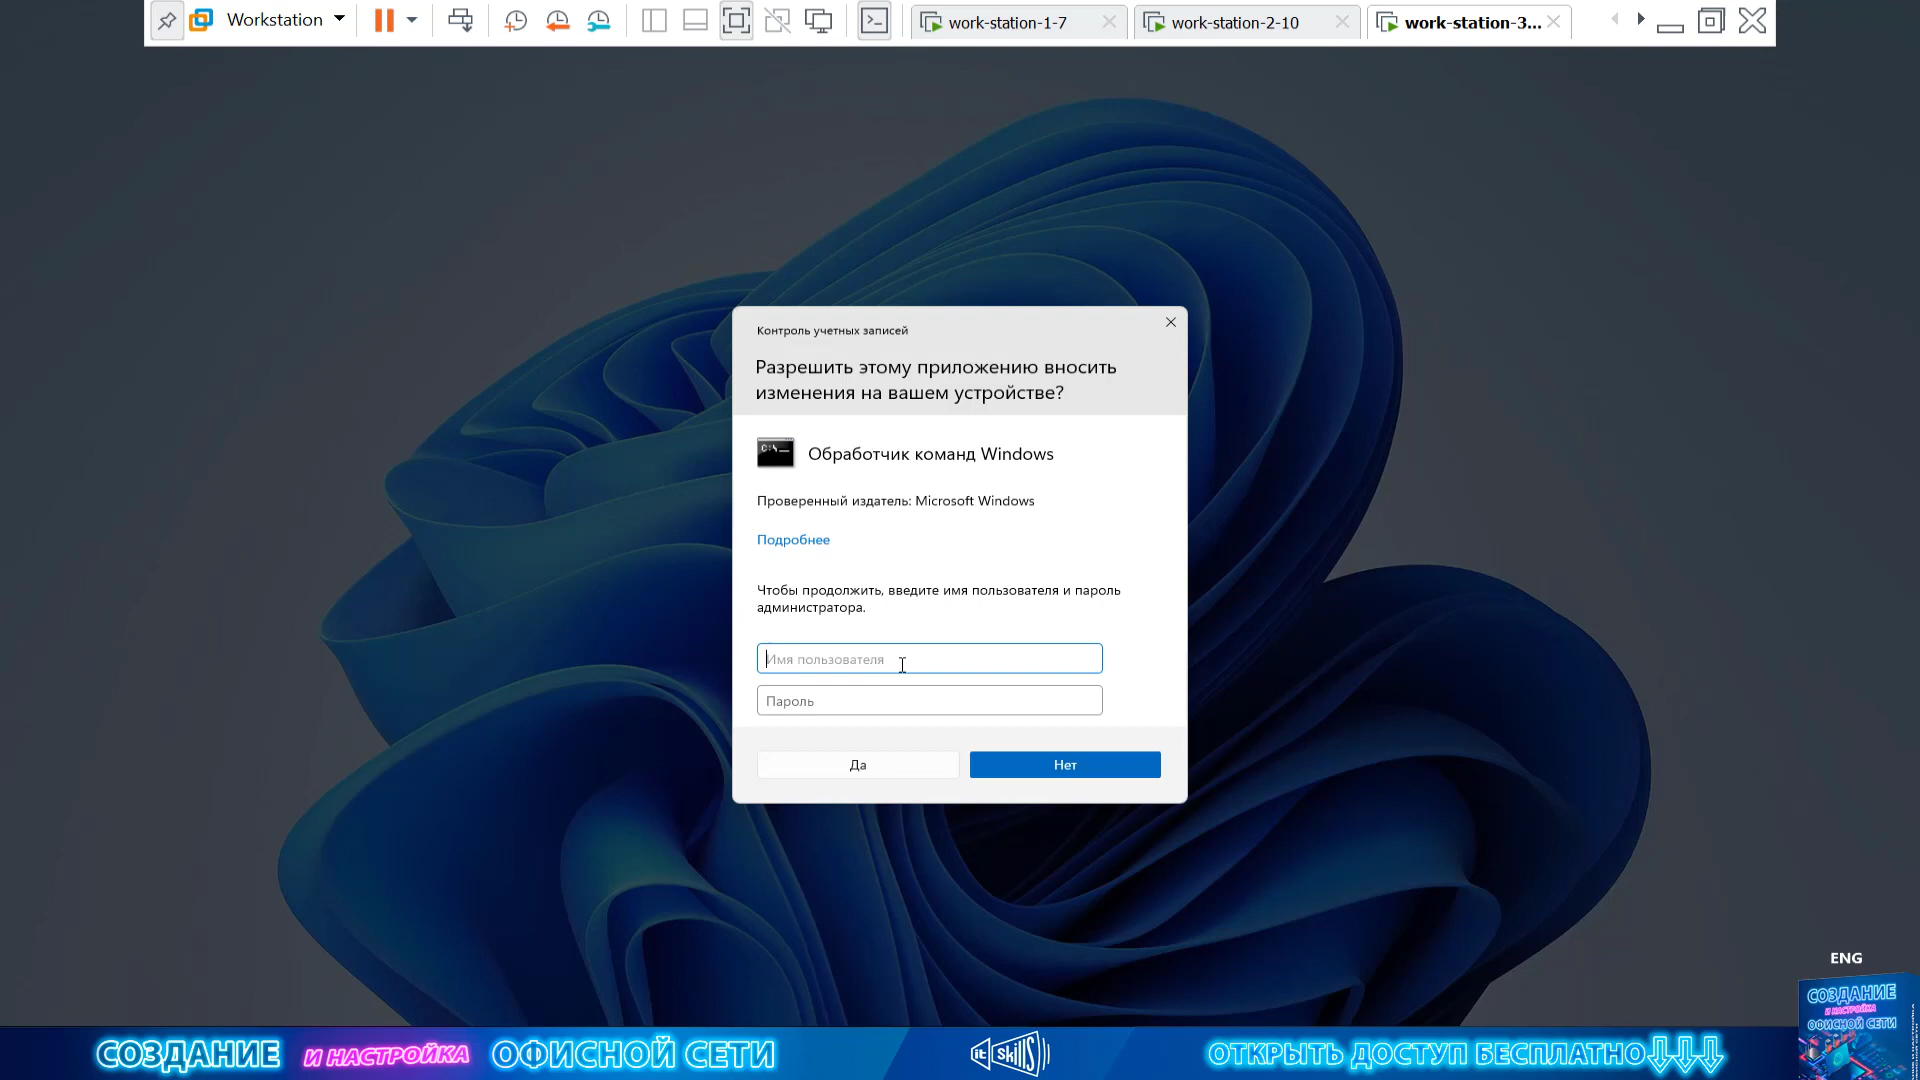 Workstation
work-station-1-7
work-station-2-10
work-station-3...
Контроль учетных записей
Разрешить этому приложению вносить
изменения на вашем устройстве?
C:\
Обработчик команд Windows
Проверенный издатель: Microsoft Windows
Подробнее
Чтобы продолжить, введите имя пользователя и пароль
администратора.
Имя пользователя
Пароль
Да
Нет
ENG
СОЗДАНИЕ
И НАСТРОЙКА
ОФИСНОЙ СЕТИ
СОЗДАНИЕ И НАСТРОЙКА ОФИСНОЙ СЕТИ
it skills
ОТКРЫТЬ ДОСТУП БЕСПЛАТНО